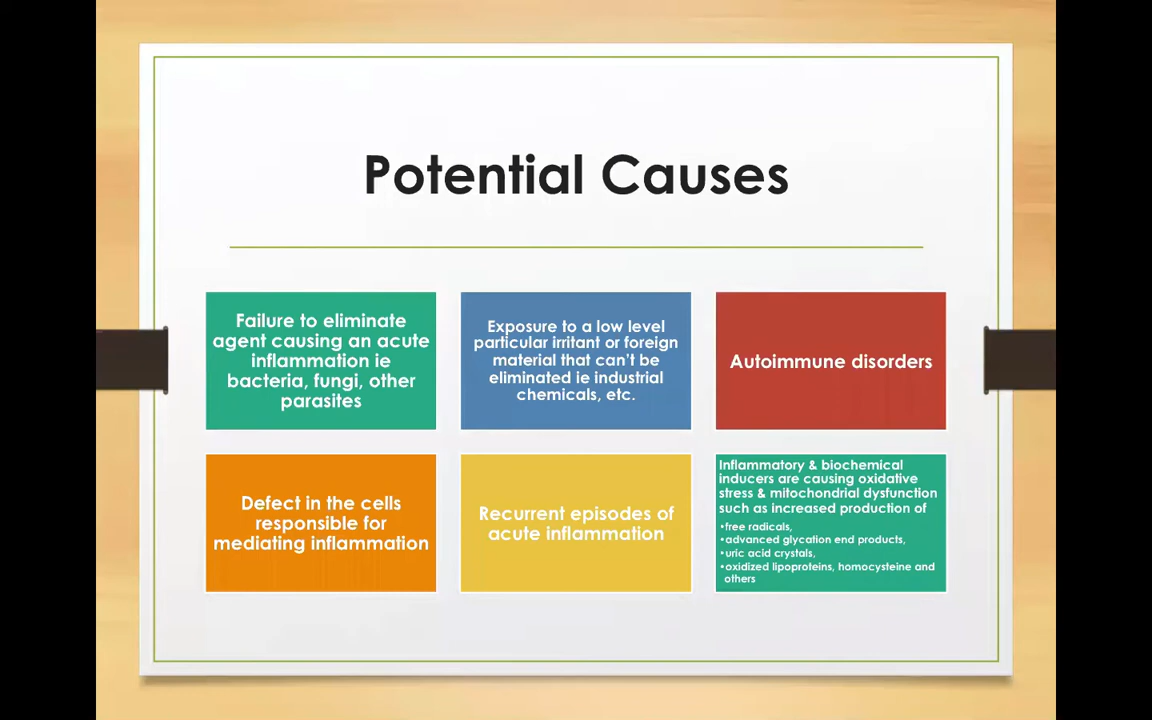 Potential Causes
Failure to eliminate
agent causing an acute
inflammation ie
bacteria, fungi, other
parasites
Exposure to a low level
particular irritant or foreign
material that can't be
eliminated ie industrial
chemicals, etc.
Autoimmune disorders
Defect in the cells
responsible for
mediating inflammation
Recurrent episodes of
acute inflammation
Inflammatory & biochemical
inducers are causing oxidative
stress & mitochondrial dysfunction
such as increased production of
•free radicals,
•advanced glycation end products,
•uric acid crystals,
•oxidized lipoproteins, homocysteine and
others